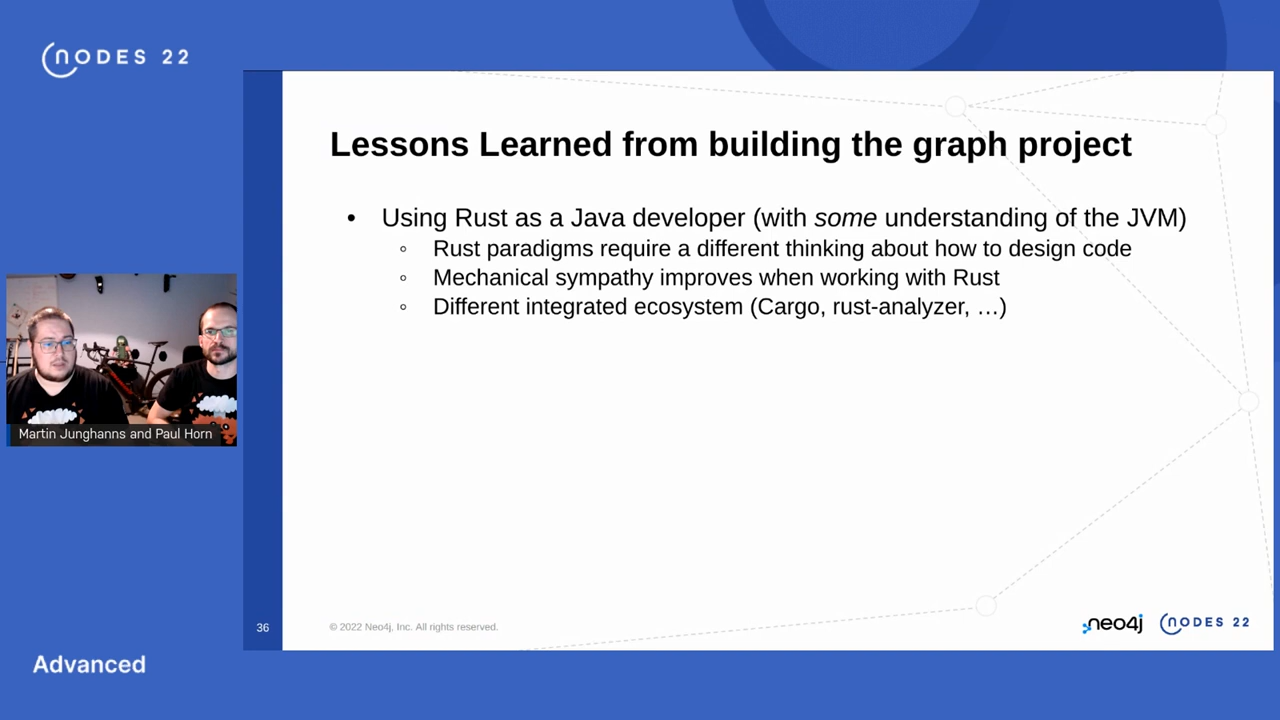 NODES 22
Lessons Learned from building the graph project
• Using Rust as a Java developer (with some understanding of the JVM)
◦ Rust paradigms require a different thinking about how to design code
◦ Mechanical sympathy improves when working with Rust
◦ Different integrated ecosystem (Cargo, rust-analyzer, …)
Martin Junghanns and Paul Horn
36
© 2022 Neo4j, Inc. All rights reserved.
neo4j
NODES 22
Advanced